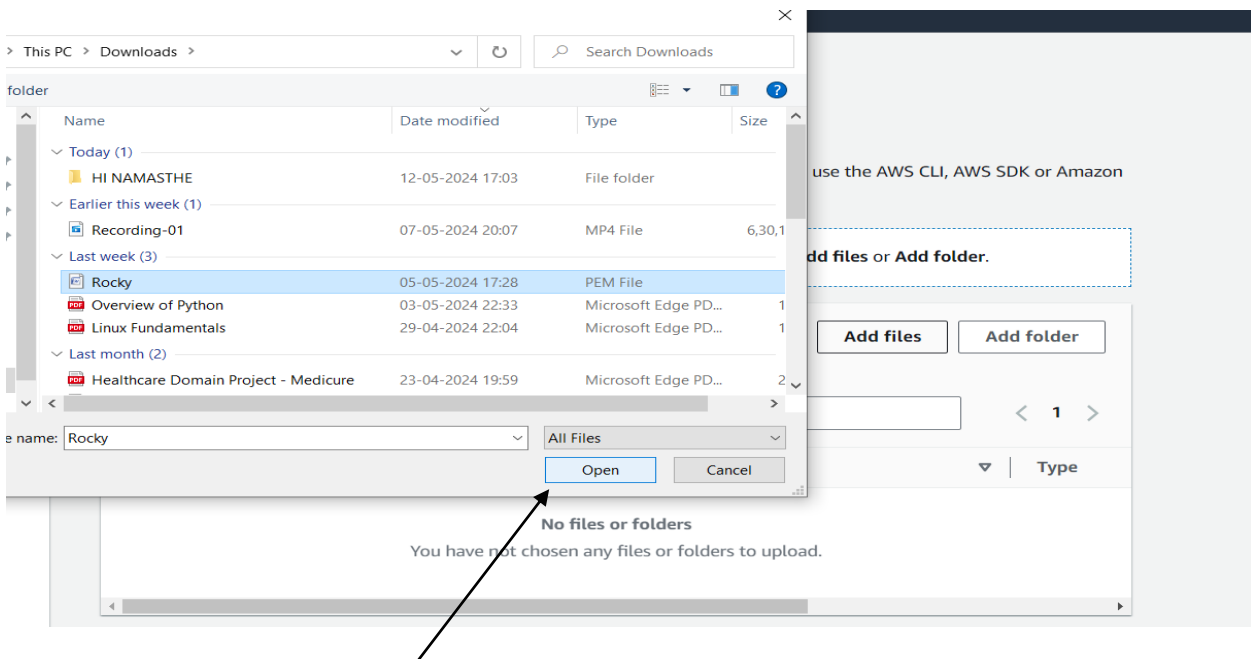 > This PC > Downloads >
Search Downloads
folder
Name Date modified Type Size
Today (1)
HI NAMASTHE 12-05-2024 17:03 File folder
use the AWS CLI, AWS SDK or Amazon
Earlier this week (1)
Recording-01 07-05-2024 20:07 MP4 File 6,30,1
Last week (3)
dd files or Add folder.
Rocky 05-05-2024 17:28 PEM File
Overview of Python 03-05-2024 22:33 Microsoft Edge PD... 1
Linux Fundamentals 29-04-2024 22:04 Microsoft Edge PD... 1
Add files Add folder
Last month (2)
Healthcare Domain Project - Medicure 23-04-2024 19:59 Microsoft Edge PD... 2
< 1 >
e name: Rocky All Files
Open Cancel
Type
No files or folders
You have not chosen any files or folders to upload.